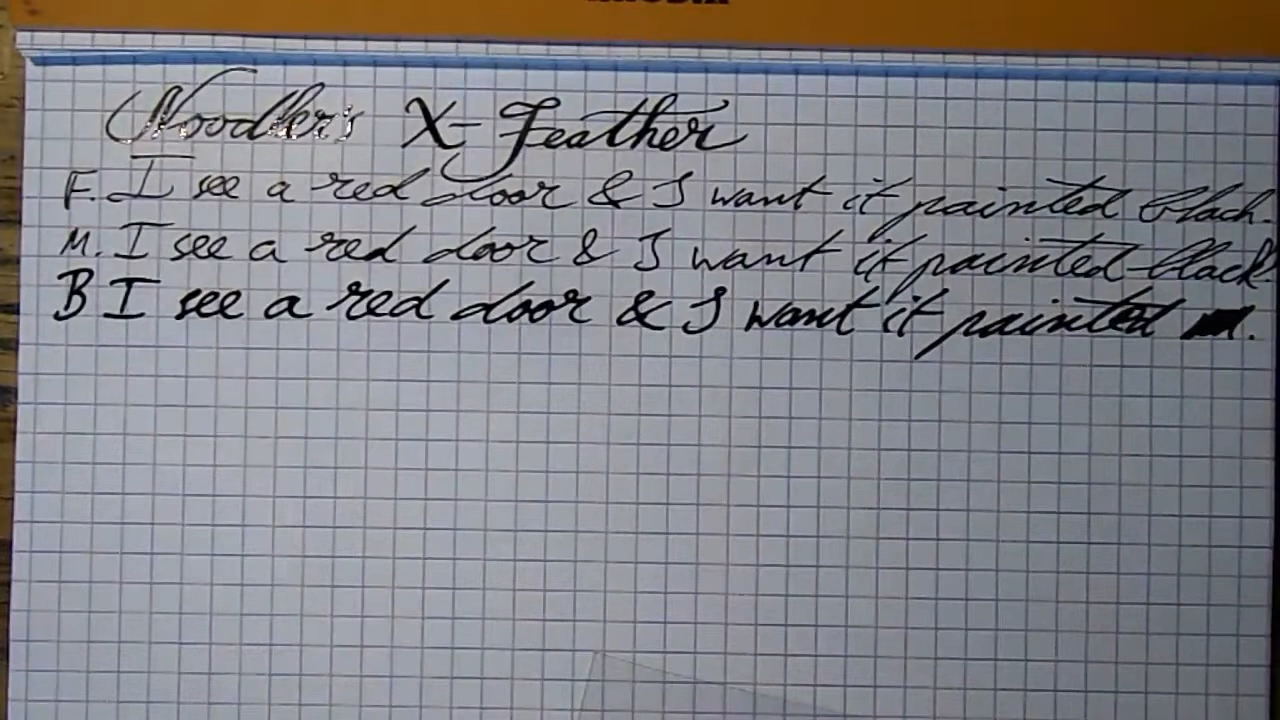 Noodler's X-Feather
F. I see a red door & I want it painted black.
M. I see a red door & I want it painted black.
B I see a red door & I want it painted